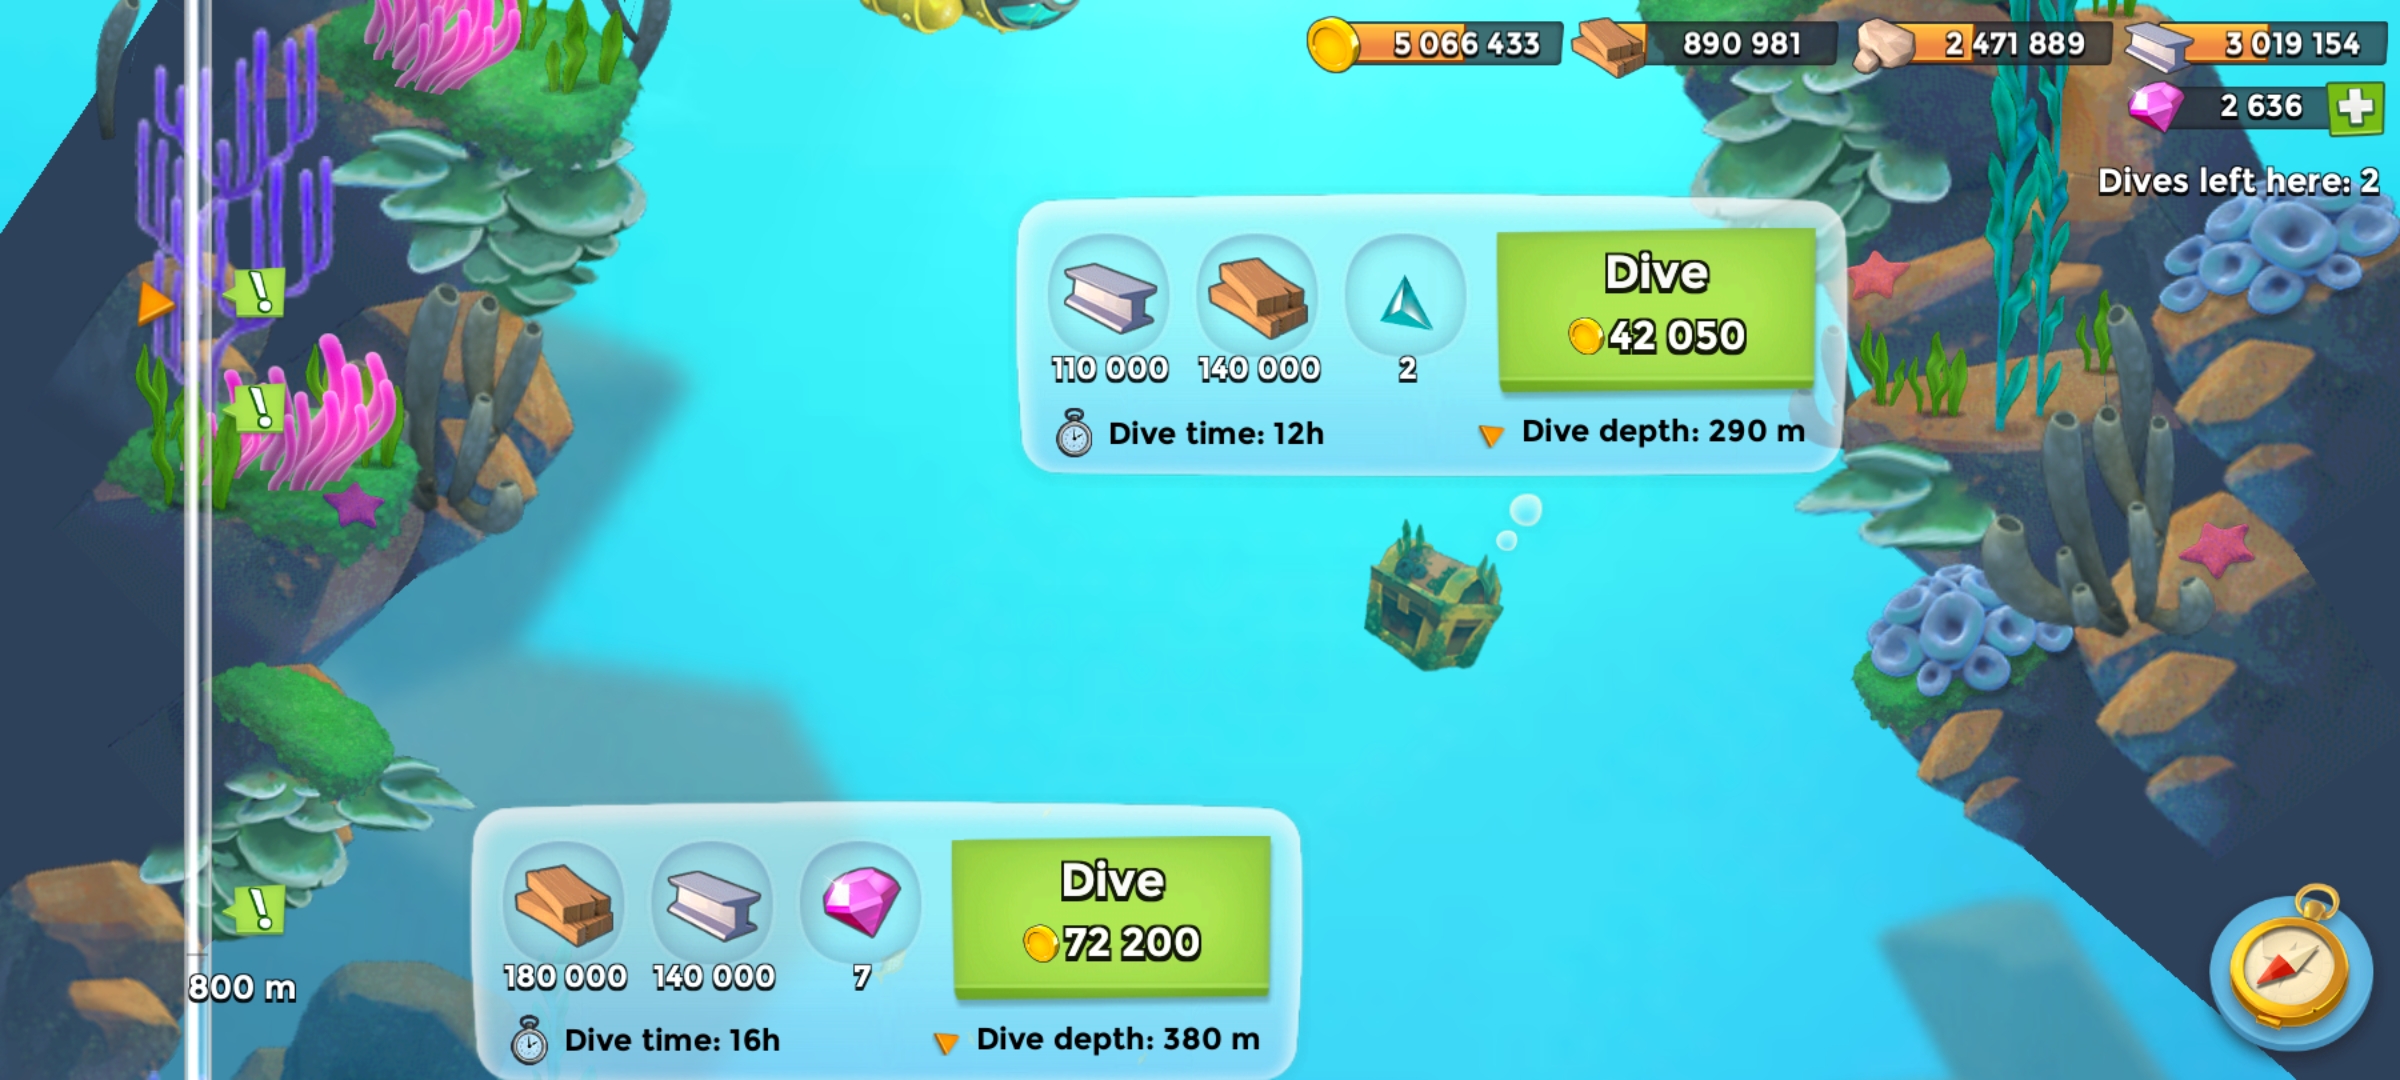 5 066 433
890 981
2 471 889
3 019 154
2 636
Dives left here: 2
110 000
140 000
2
Dive
42 050
Dive time: 12h
Dive depth: 290 m
180 000
140 000
7
Dive
72 200
Dive time: 16h
Dive depth: 380 m
!
!
!
800 m